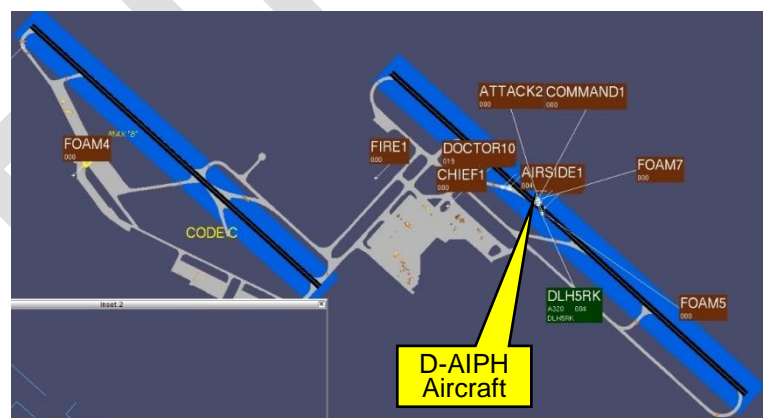 ATTACK2 COMMAND1
000 000
FOAM4
000
MAX "B"
FIRE1
000
DOCTOR10
015
CHIEF1
000
AIRSIDE1
004
FOAM7
000
CODE C
DLH5RK
A320 004
DLH5RK
FOAM5
000
Inset 2
D-AIPH
Aircraft